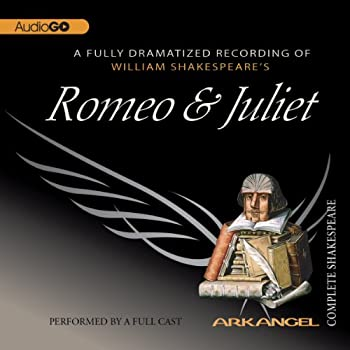 AudioGO
A FULLY DRAMATIZED RECORDING OF
WILLIAM SHAKESPEARE'S
Romeo & Juliet
COMPLETE SHAKESPEARE
PERFORMED BY A FULL CAST
ARKANGEL